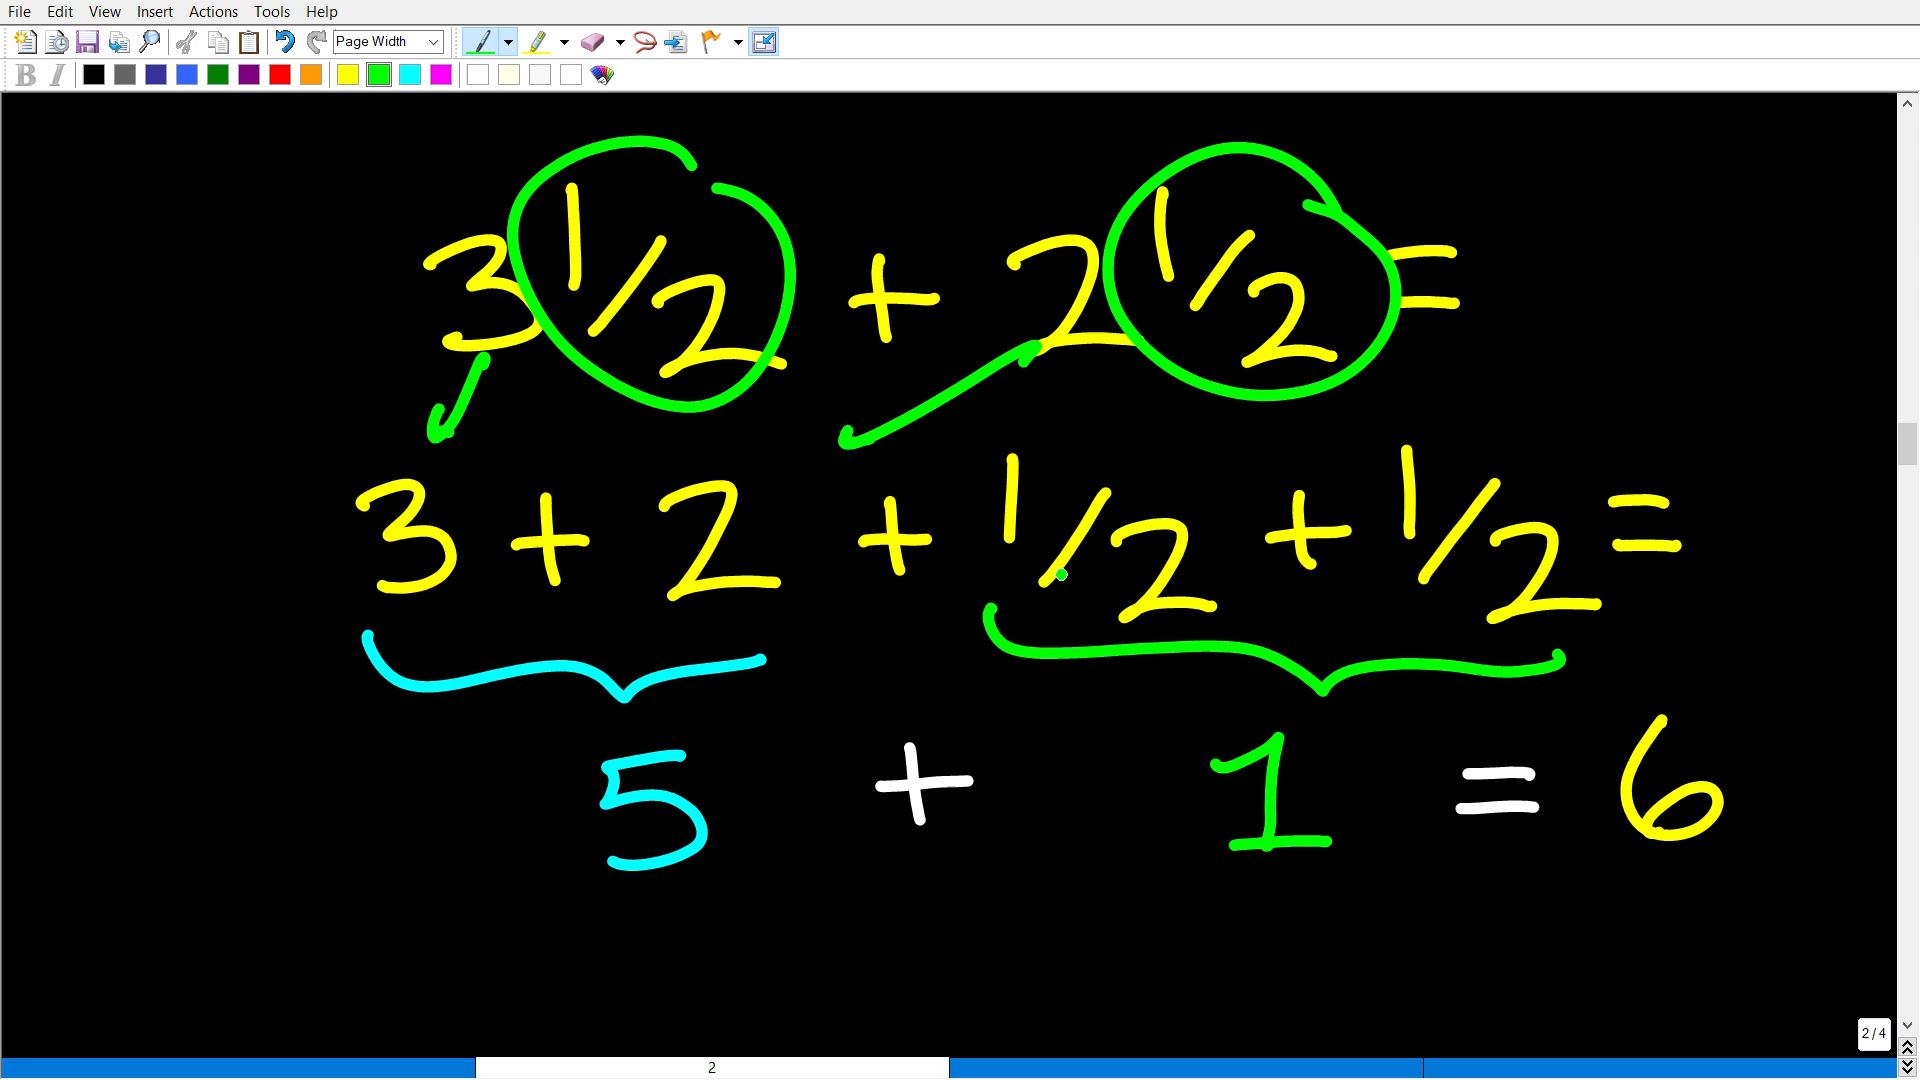 File Edit View Insert Actions Tools Help
Page Width
B I
3 1/2 + 2 1/2 =
3 + 2 + 1/2 + 1/2 =
5 + 1 = 6
2 / 4
2